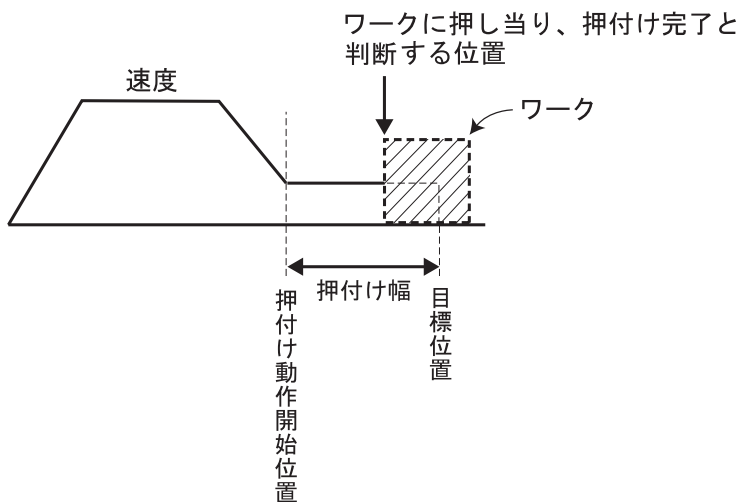 ワークに押し当り、押付け完了と
判断する位置
速度
ワーク
押付け幅
押付け動作開始位置
目標位置